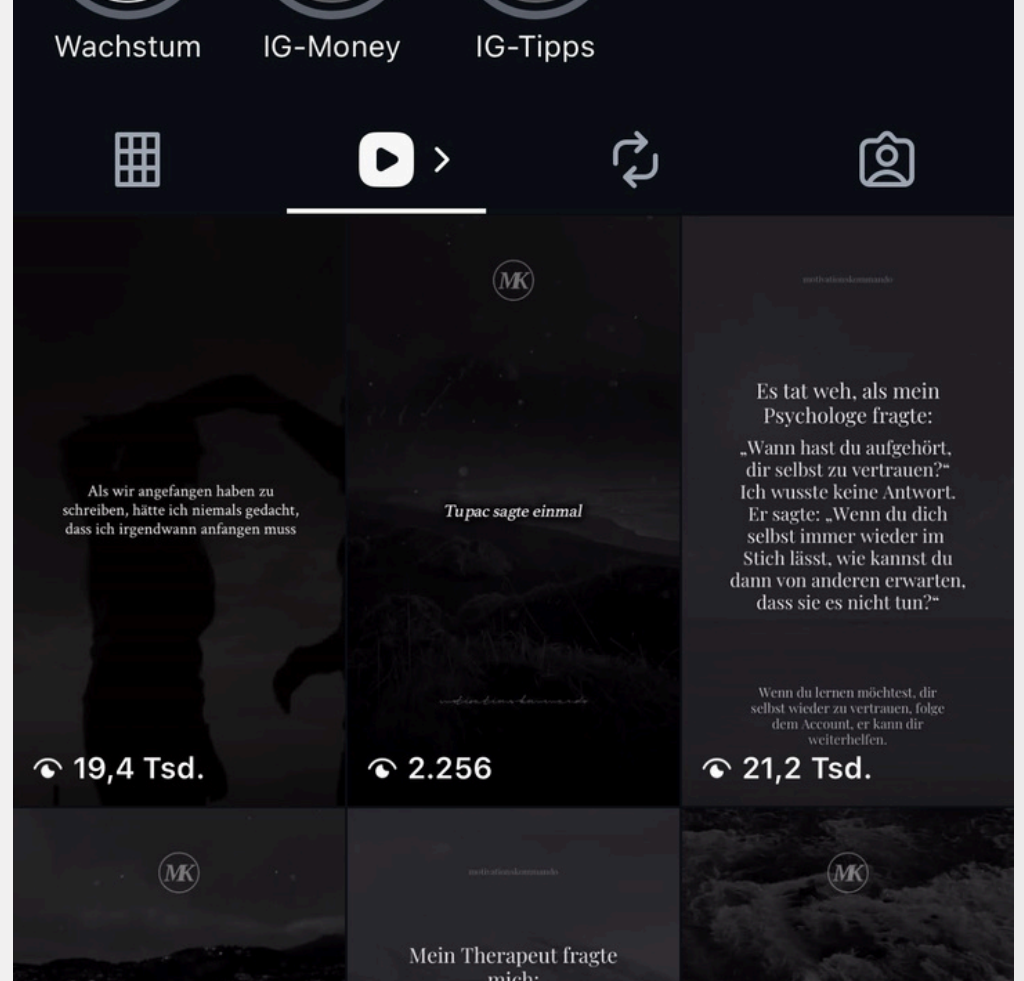 Wachstum IG-Money IG-Tipps
Als wir angefangen haben zu
schreiben, hätte ich niemals gedacht,
dass ich irgendwann anfangen muss
19,4 Tsd.
MK
Tupac sagte einmal
2.256
motivationskommando
Es tat weh, als mein
Psychologe fragte:
„Wann hast du aufgehört,
dir selbst zu vertrauen?“
Ich wusste keine Antwort.
Er sagte: „Wenn du dich
selbst immer wieder im
Stich lässt, wie kannst du
dann von anderen erwarten,
dass sie es nicht tun?“
Wenn du lernen möchtest, dir
selbst wieder zu vertrauen, folge
dem Account, er kann dir
weiterhelfen.
21,2 Tsd.
MK
motivationskommando
Mein Therapeut fragte
mich:
MK